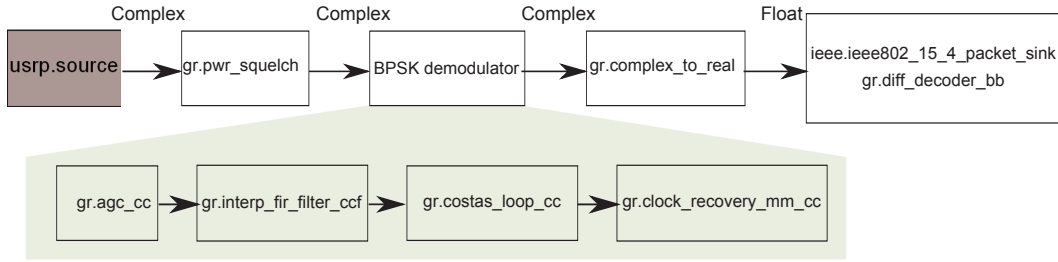 Complex Complex Complex Float
usrp.source gr.pwr_squelch BPSK demodulator gr.complex_to_real ieee.ieee802_15_4_packet_sink
gr.diff_decoder_bb
gr.agc_cc gr.interp_fir_filter_ccf gr.costas_loop_cc gr.clock_recovery_mm_cc